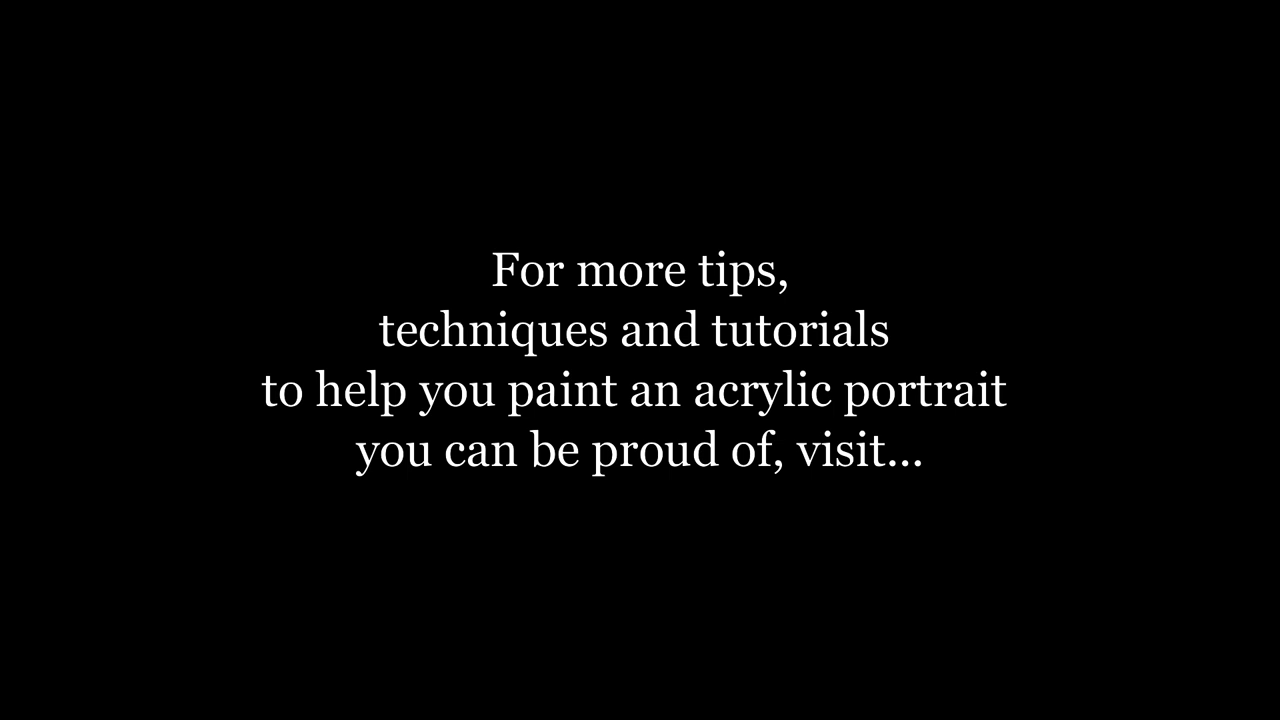 For more tips,
techniques and tutorials
to help you paint an acrylic portrait
you can be proud of, visit...